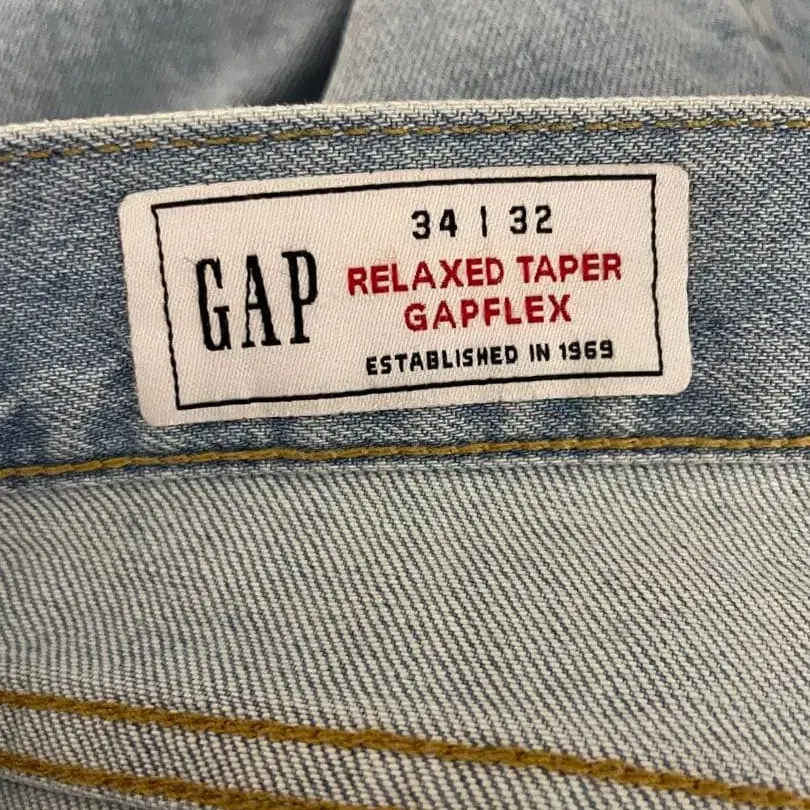 GAP
34 | 32
RELAXED TAPER
GAPFLEX
ESTABLISHED IN 1969